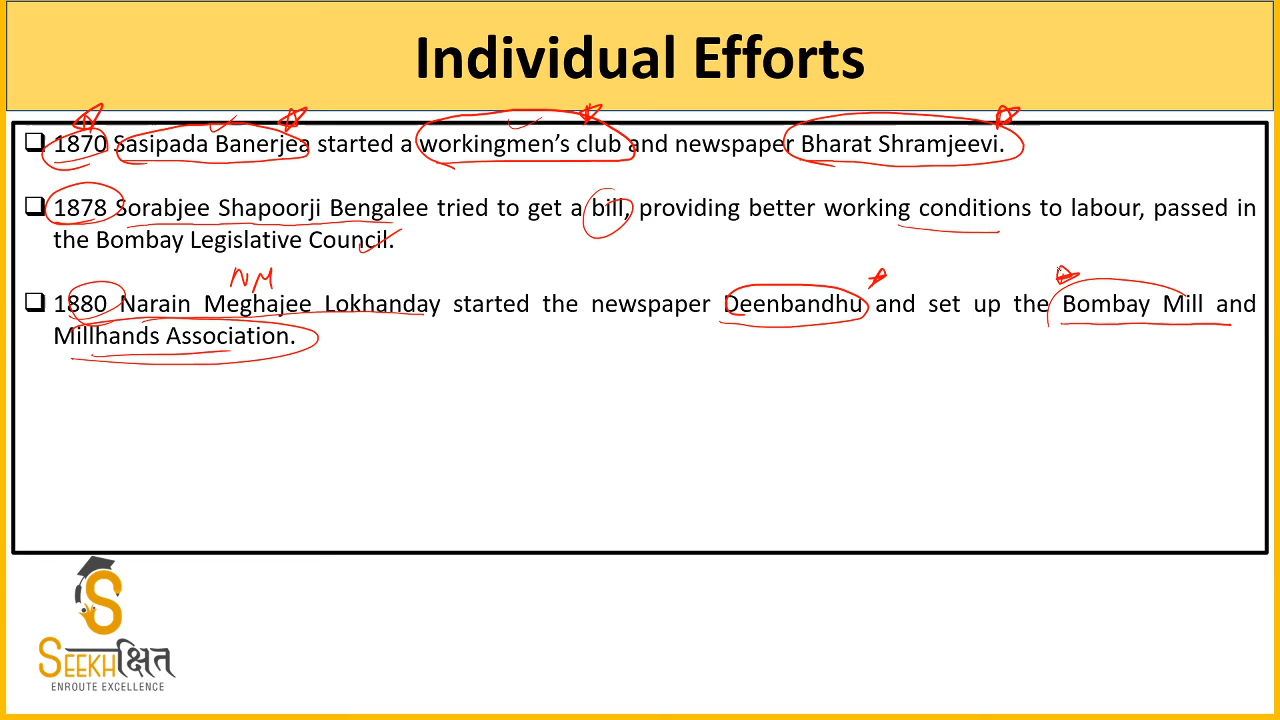 Individual Efforts
1870 Sasipada Banerjea started a workingmen's club and newspaper Bharat Shramjeevi.
1878 Sorabjee Shapoorji Bengalee tried to get a bill, providing better working conditions to labour, passed in
the Bombay Legislative Council.
NM
1880 Narain Meghajee Lokhanday started the newspaper Deenbandhu and set up the Bombay Mill and
Millhands Association.
S
SEEKHक्षित
ENROUTE EXCELLENCE